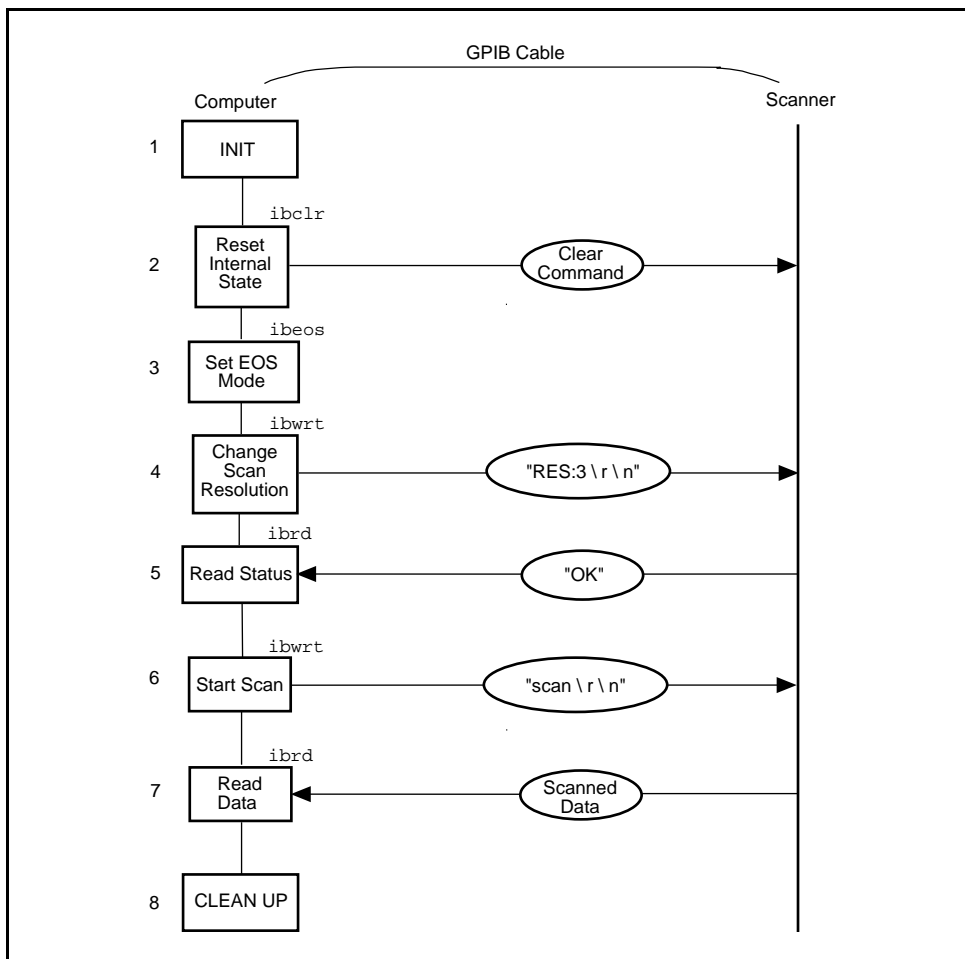 GPIB Cable
Computer
Scanner
1
INIT
ibclr
2
Reset
Internal
State
Clear
Command
ibeos
3
Set EOS
Mode
ibwrt
4
Change
Scan
Resolution
"RES:3 \ r \ n"
ibrd
5
Read Status
"OK"
ibwrt
6
Start Scan
"scan \ r \ n"
ibrd
7
Read
Data
Scanned
Data
8
CLEAN UP